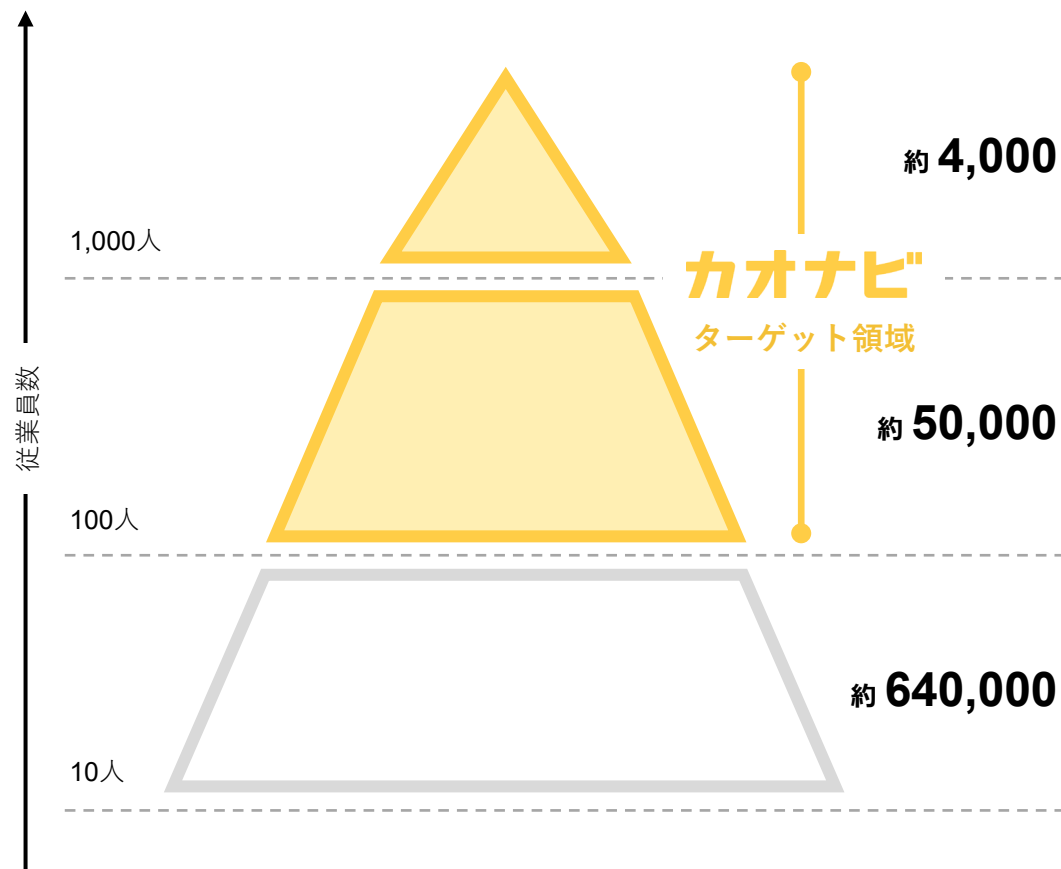 約 4,000
1,000人
カオナビ
ターゲット領域
従業員数
約 50,000
100人
約 640,000
10人